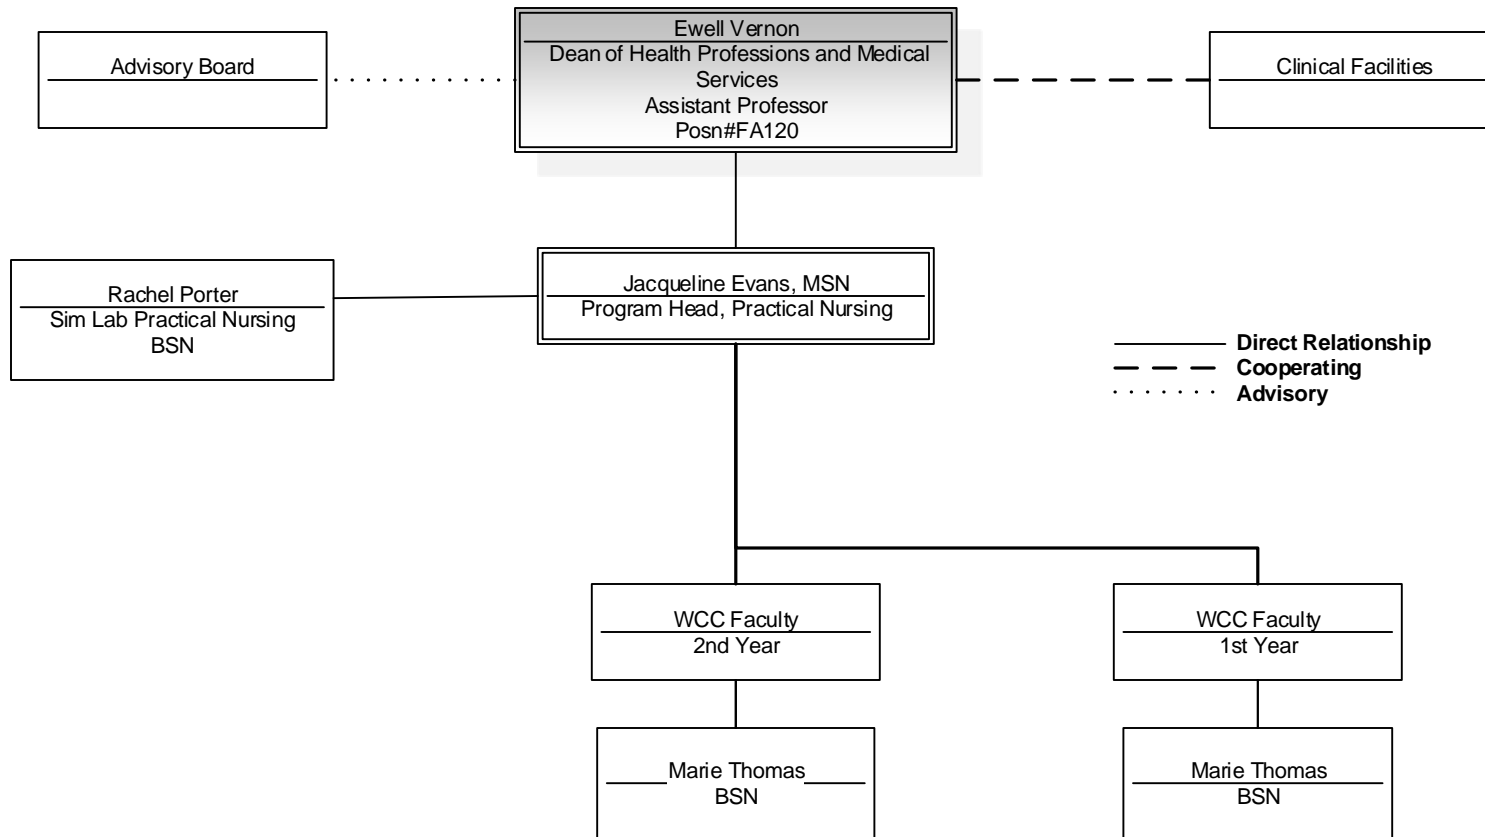 Advisory Board
Ewell Vernon
Dean of Health Professions and Medical
Services
Assistant Professor
Posn#FA120
Clinical Facilities
Rachel Porter
Sim Lab Practical Nursing
BSN
Jacqueline Evans, MSN
Program Head, Practical Nursing
Direct Relationship
Cooperating
Advisory
WCC Faculty
2nd Year
WCC Faculty
1st Year
Marie Thomas
BSN
Marie Thomas
BSN